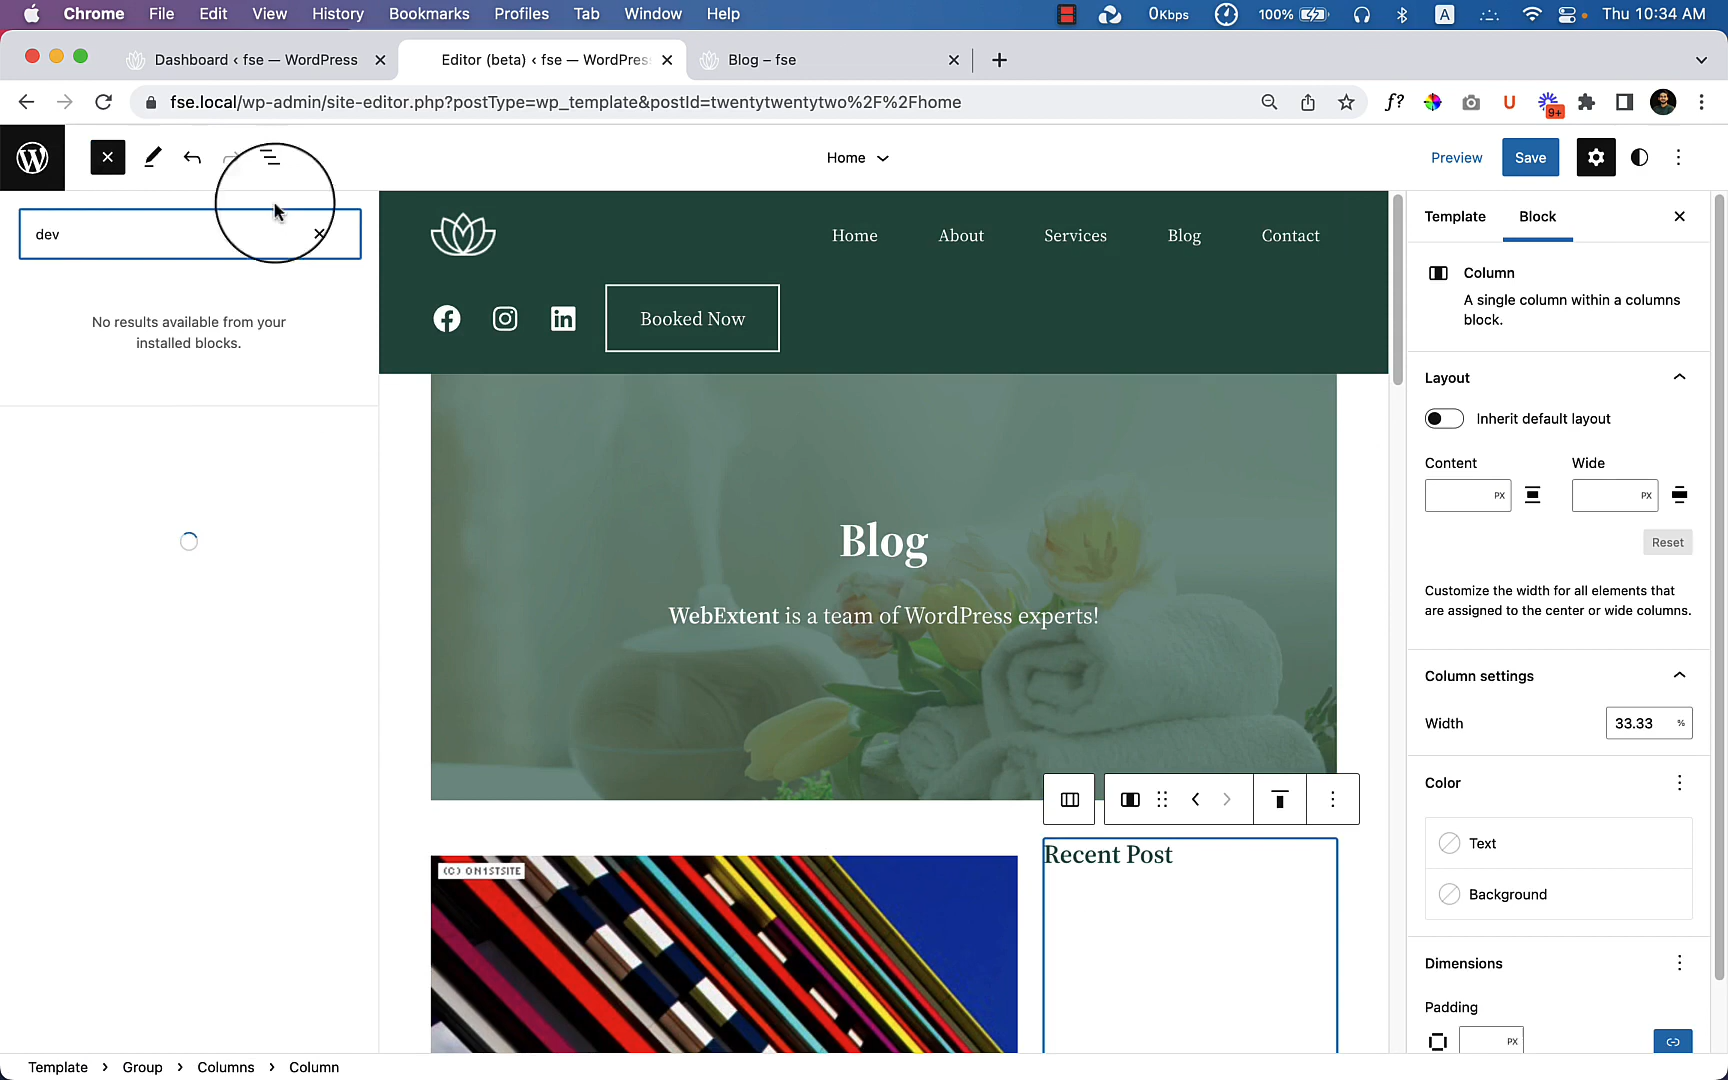 Chrome File Edit View History Bookmarks Profiles Tab Window Help 0Kbps 100% A Thu 10:34 AM
Dashboard ‹ fse — WordPress
Editor (beta) ‹ fse — WordPres
Blog – fse
fse.local/wp-admin/site-editor.php?postType=wp_template&postId=twentytwentytwo%2F%2Fhome
f?
U
9+
Home
Preview
Save
dev
No results available from your
installed blocks.
Home About Services Blog Contact
Booked Now
Blog
WebExtent is a team of WordPress experts!
(C) ON1STSITE
Recent Post
Template Block
Column
A single column within a columns
block.
Layout
Inherit default layout
Content Wide
PX PX
Reset
Customize the width for all elements that
are assigned to the center or wide columns.
Column settings
Width 33.33 %
Color
Text
Background
Dimensions
Padding
PX
Template › Group › Columns › Column